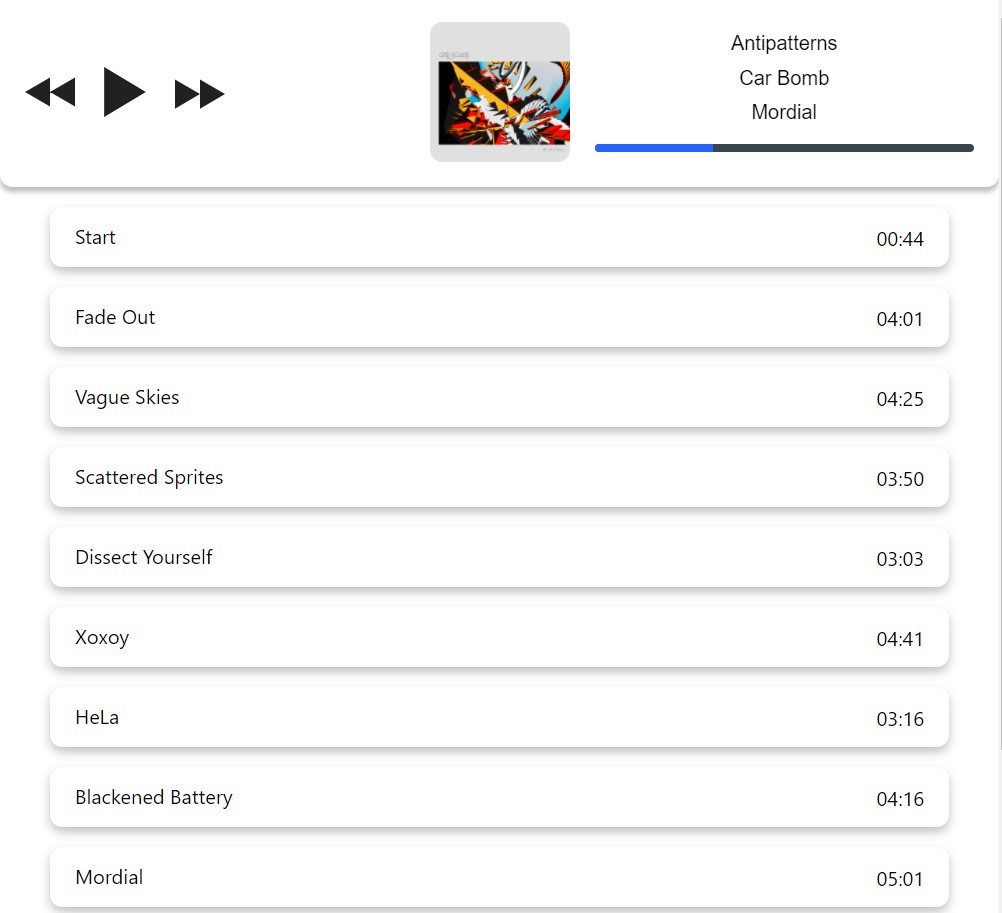 Antipatterns
Car Bomb
Mordial
Start 00:44
Fade Out 04:01
Vague Skies 04:25
Scattered Sprites 03:50
Dissect Yourself 03:03
Xoxoy 04:41
HeLa 03:16
Blackened Battery 04:16
Mordial 05:01